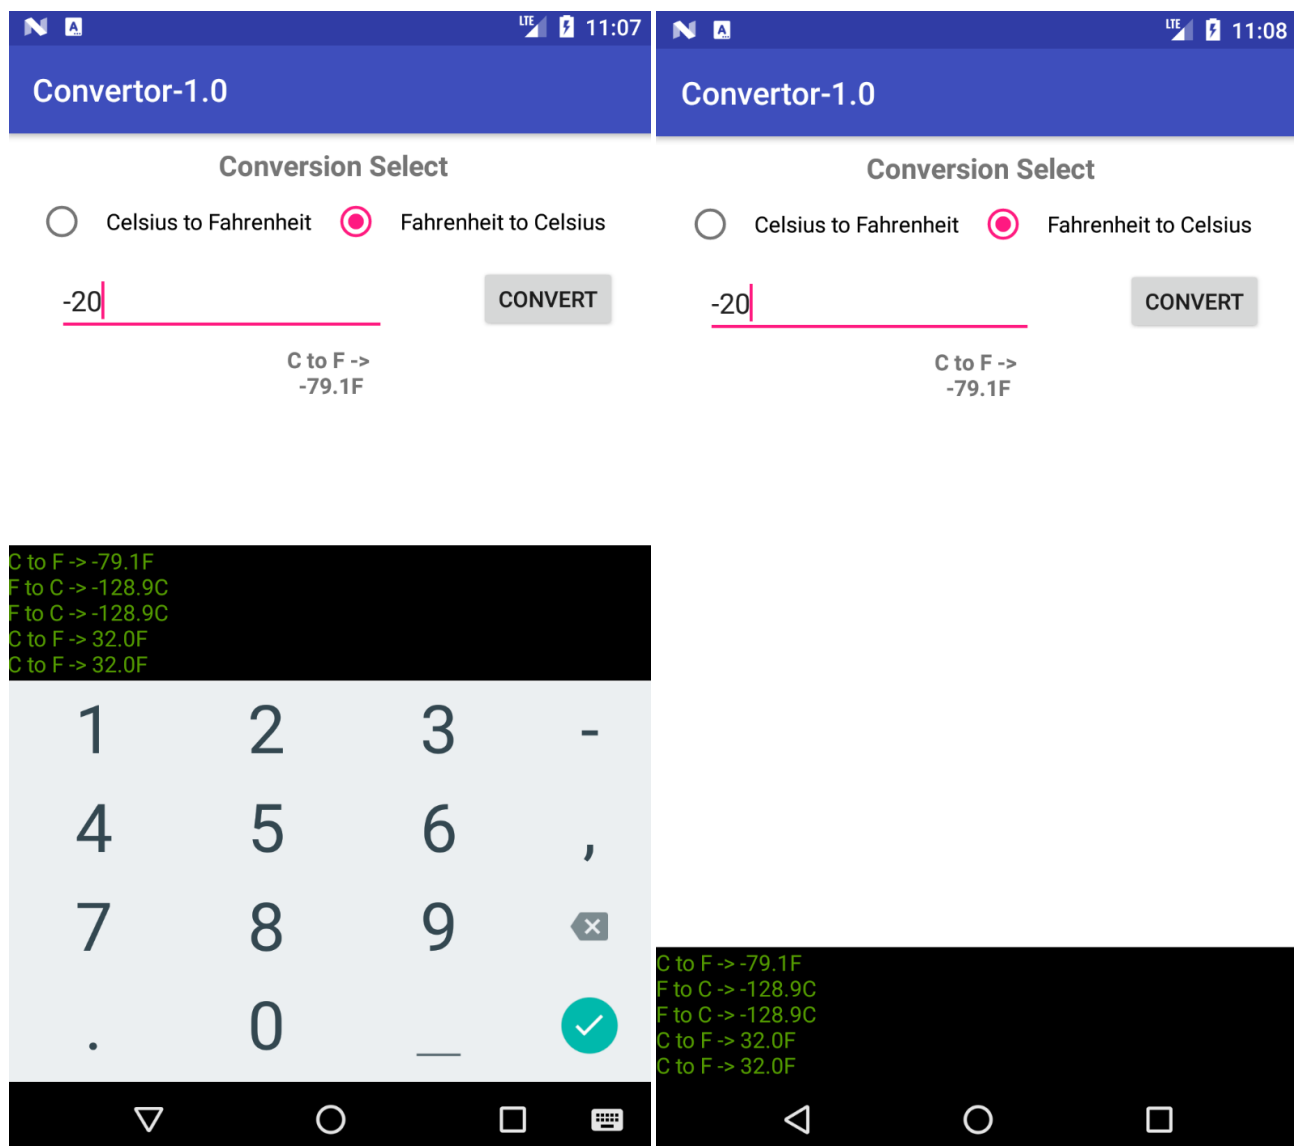 LTE 11:07
Convertor-1.0
Conversion Select
Celsius to Fahrenheit Fahrenheit to Celsius
-20 CONVERT
C to F ->
-79.1F
C to F -> -79.1F
F to C -> -128.9C
F to C -> -128.9C
C to F -> 32.0F
C to F -> 32.0F
1 2 3 -
4 5 6 ,
7 8 9
. 0 _
LTE 11:08
Convertor-1.0
Conversion Select
Celsius to Fahrenheit Fahrenheit to Celsius
-20 CONVERT
C to F ->
-79.1F
C to F -> -79.1F
F to C -> -128.9C
F to C -> -128.9C
C to F -> 32.0F
C to F -> 32.0F